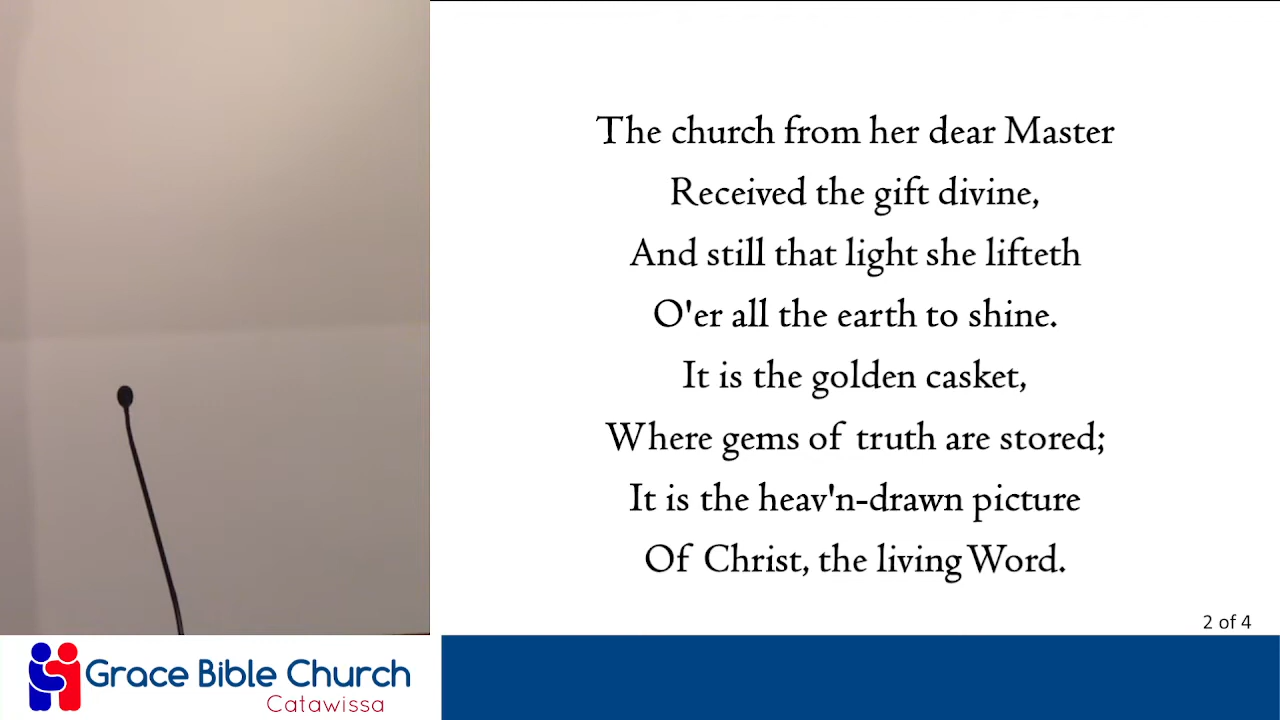 The church from her dear Master
Received the gift divine,
And still that light she lifteth
O'er all the earth to shine.
It is the golden casket,
Where gems of truth are stored;
It is the heav'n-drawn picture
Of Christ, the living Word.
2 of 4
Grace Bible Church
Catawissa